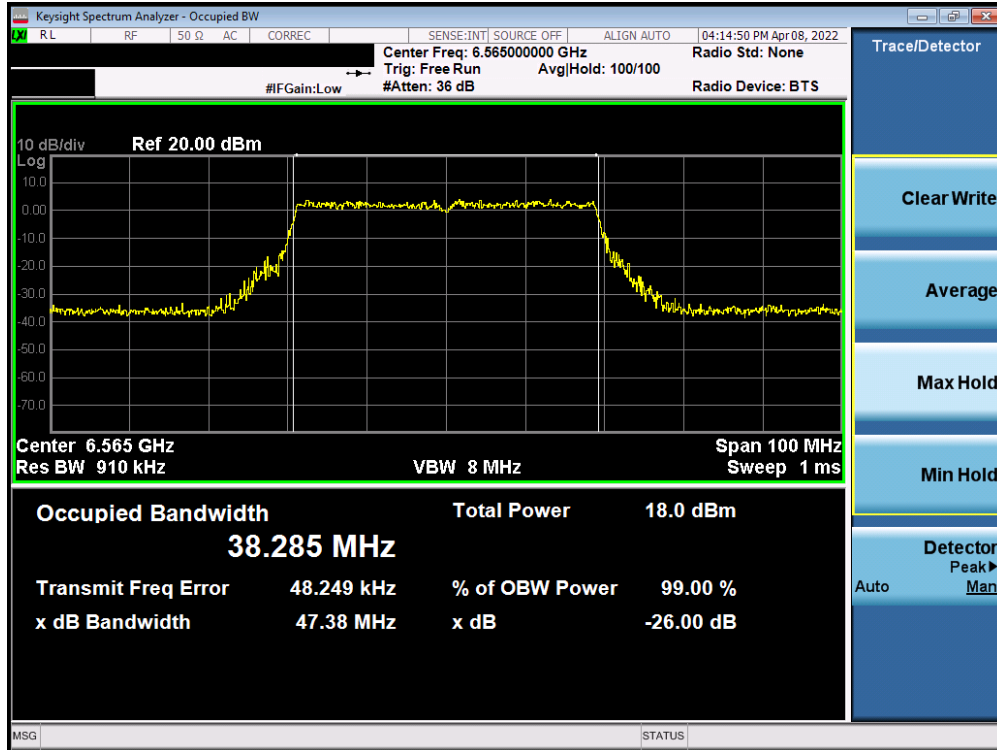 Keysight Spectrum Analyzer - Occupied BW
LXI RL RF 50 Ω AC CORREC SENSE:INT SOURCE OFF ALIGN AUTO 04:14:50 PM Apr 08, 2022
Center Freq: 6.565000000 GHz Radio Std: None
Trig: Free Run Avg|Hold: 100/100
#IFGain:Low #Atten: 36 dB Radio Device: BTS
10 dB/div Ref 20.00 dBm
Log
10.0
0.00
-10.0
-20.0
-30.0
-40.0
-50.0
-60.0
-70.0
Center 6.565 GHz Span 100 MHz
Res BW 910 kHz VBW 8 MHz Sweep 1 ms
Occupied Bandwidth Total Power 18.0 dBm
38.285 MHz
Transmit Freq Error 48.249 kHz % of OBW Power 99.00 %
x dB Bandwidth 47.38 MHz x dB -26.00 dB
MSG STATUS
Trace/Detector
Clear Write
Average
Max Hold
Min Hold
Detector
Peak▶
Auto Man